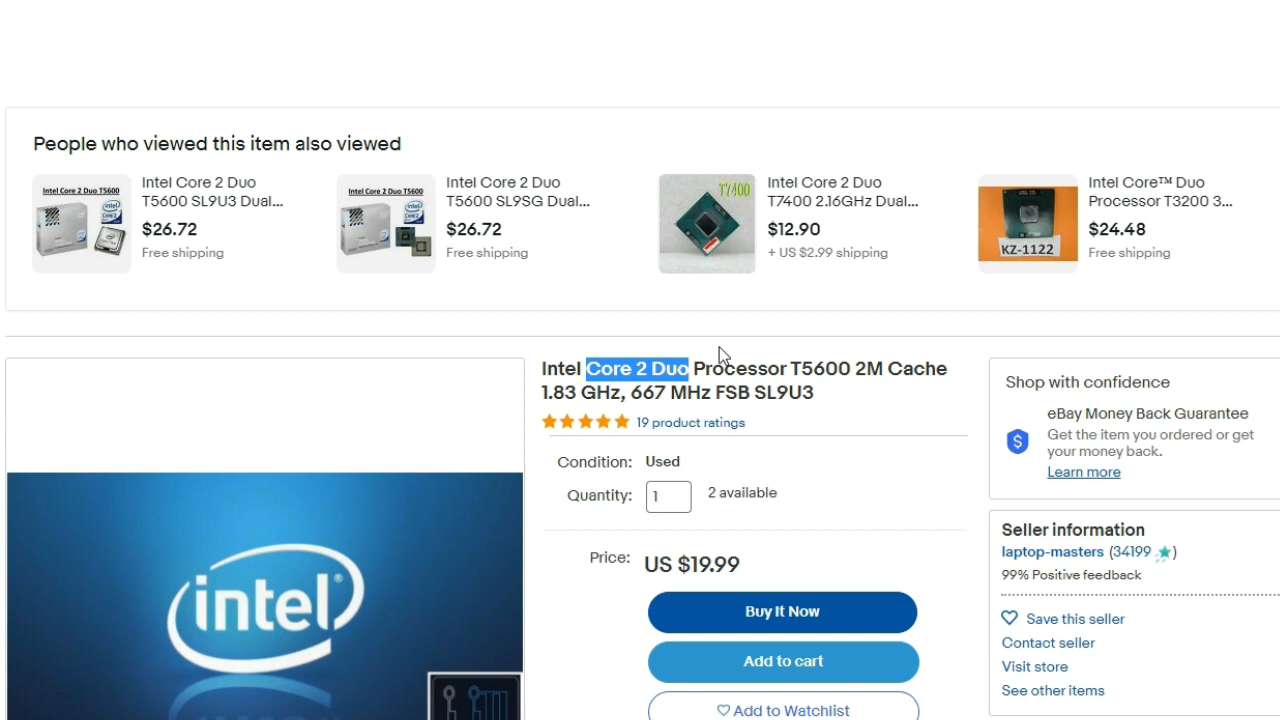 People who viewed this item also viewed
Intel Core 2 Duo T5600
Intel Core 2 Duo
T5600 SL9U3 Dual...
$26.72
Free shipping
Intel Core 2 Duo T5600
Intel Core 2 Duo
T5600 SL9SG Dual...
$26.72
Free shipping
T7400
Intel Core 2 Duo
T7400 2.16GHz Dual...
$12.90
+ US $2.99 shipping
KZ-1122
Intel Core™ Duo
Processor T3200 3...
$24.48
Free shipping
Intel Core 2 Duo Processor T5600 2M Cache
1.83 GHz, 667 MHz FSB SL9U3
19 product ratings
Condition: Used
Quantity: 1 2 available
Price: US $19.99
Buy It Now
Add to cart
Add to Watchlist
intel®
Shop with confidence
eBay Money Back Guarantee
Get the item you ordered or get
your money back.
Learn more
Seller information
laptop-masters (34199 )
99% Positive feedback
Save this seller
Contact seller
Visit store
See other items